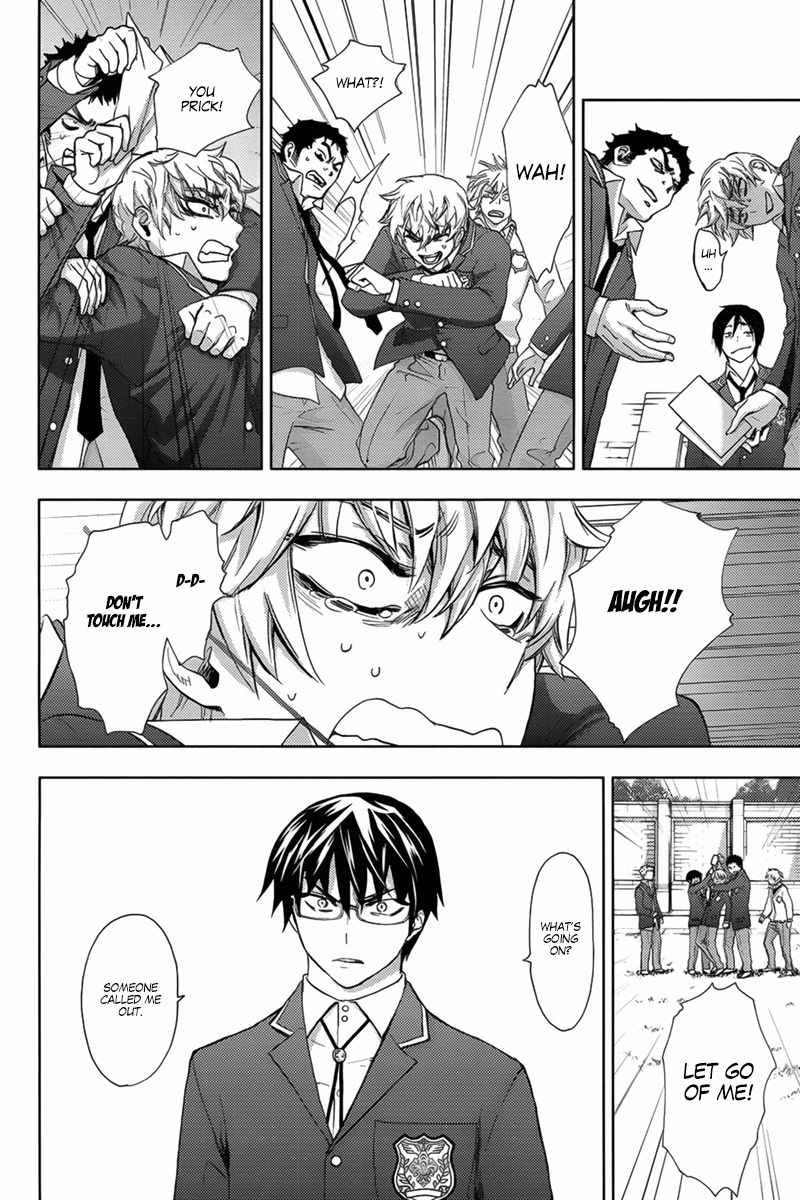 UH
...
WAH!
WHAT?!
YOU
PRICK!
AUGH!!
D-D-
DON'T
TOUCH ME...
LET GO
OF ME!
WHAT'S
GOING
ON?
SOMEONE
CALLED ME
OUT.